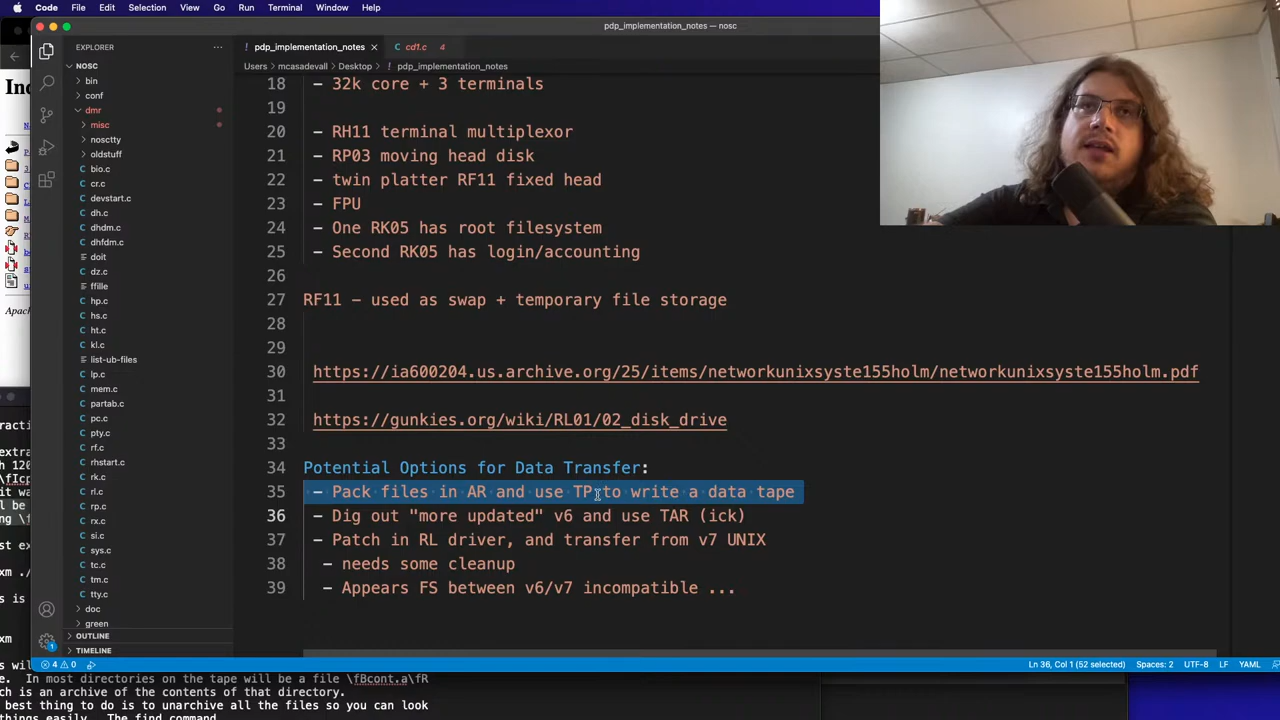 Code File Edit Selection View Go Run Terminal Window Help
pdp_implementation_notes — nosc
EXPLORER ...
! pdp_implementation_notes ×
cd1.c 4
Users > mcasadevall > Desktop > ! pdp_implementation_notes
NOSC
bin
conf
dmr
misc
nosctty
oldstuff
bio.c
cr.c
devstart.c
dh.c
dhdm.c
dhfdm.c
doit
dz.c
ffille
hp.c
hs.c
ht.c
kl.c
list-ub-files
lp.c
mem.c
partab.c
pc.c
pty.c
rf.c
rhstart.c
rk.c
rl.c
rp.c
rx.c
si.c
sys.c
tc.c
tm.c
tty.c
doc
green
OUTLINE
TIMELINE
18 - 32k core + 3 terminals
19
20 - RH11 terminal multiplexor
21 - RP03 moving head disk
22 - twin platter RF11 fixed head
23 - FPU
24 - One RK05 has root filesystem
25 - Second RK05 has login/accounting
26
27 RF11 - used as swap + temporary file storage
28
29
30 https://ia600204.us.archive.org/25/items/networkunixsyste155holm/networkunixsyste155holm.pdf
31
32 https://gunkies.org/wiki/RL01/02_disk_drive
33
34 Potential Options for Data Transfer:
35 - Pack files in AR and use TP to write a data tape
36 - Dig out "more updated" v6 and use TAR (ick)
37 - Patch in RL driver, and transfer from v7 UNIX
38 - needs some cleanup
39 - Appears FS between v6/v7 incompatible ...
4 0
Ln 36, Col 1 (52 selected) Spaces: 2 UTF-8 LF YAML
e. In most directories on the tape will be a file \fBcont.a\fR
ch is an archive of the contents of that directory.
best thing to do is to unarchive all the files so you can look
things easily. The find command